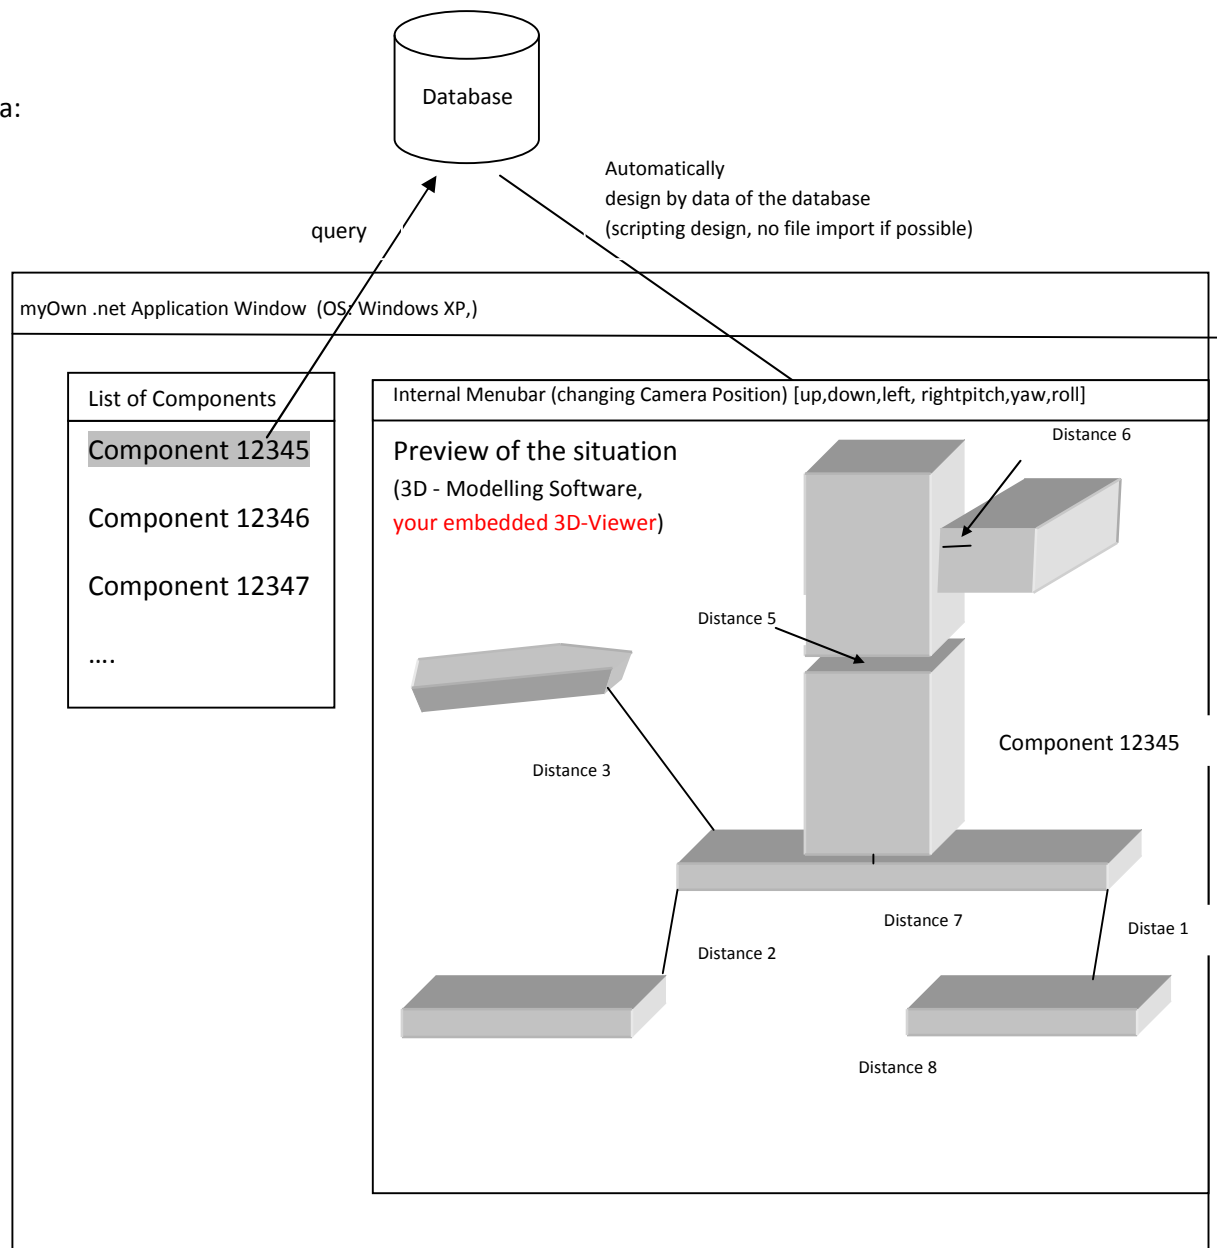 Database
a:
Automatically
design by data of the database
(scripting design, no file import if possible)
query
myOwn .net Application Window  (OS: Windows XP,)
List of Components
Component 12345
Component 12346
Component 12347
….
Internal Menubar (changing Camera Position) [up,down,left, rightpitch,yaw,roll]
Preview of the situation
(3D - Modelling Software,
your embedded 3D-Viewer)
Distance 6
Distance 5
Component 12345
Distance 3
Distance 7
Distae 1
Distance 2
Distance 8